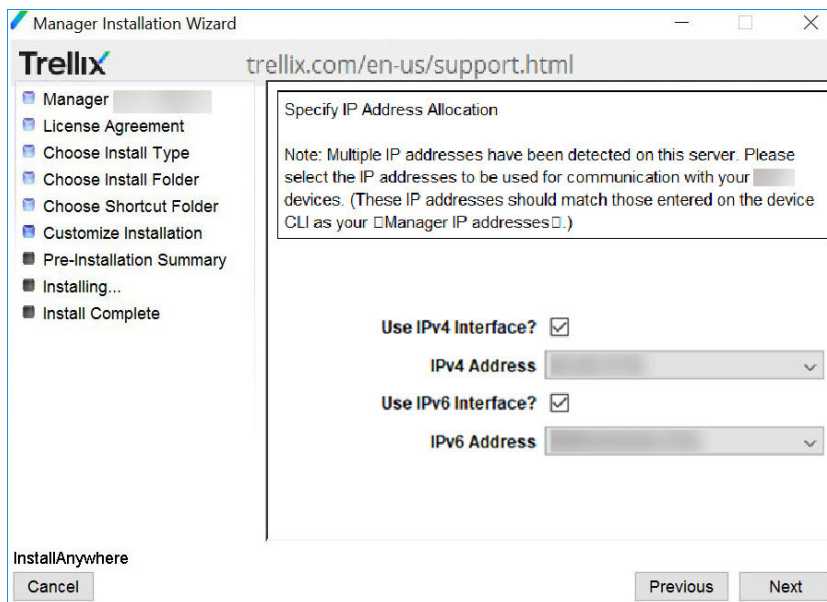 Manager Installation Wizard
Trellix
trellix.com/en-us/support.html
Manager
License Agreement
Choose Install Type
Choose Install Folder
Choose Shortcut Folder
Customize Installation
Pre-Installation Summary
Installing...
Install Complete
Specify IP Address Allocation
Note: Multiple IP addresses have been detected on this server. Please
select the IP addresses to be used for communication with your
devices. (These IP addresses should match those entered on the device
CLI as your □Manager IP addresses□.)
Use IPv4 Interface?
IPv4 Address
Use IPv6 Interface?
IPv6 Address
InstallAnywhere
Cancel
Previous
Next